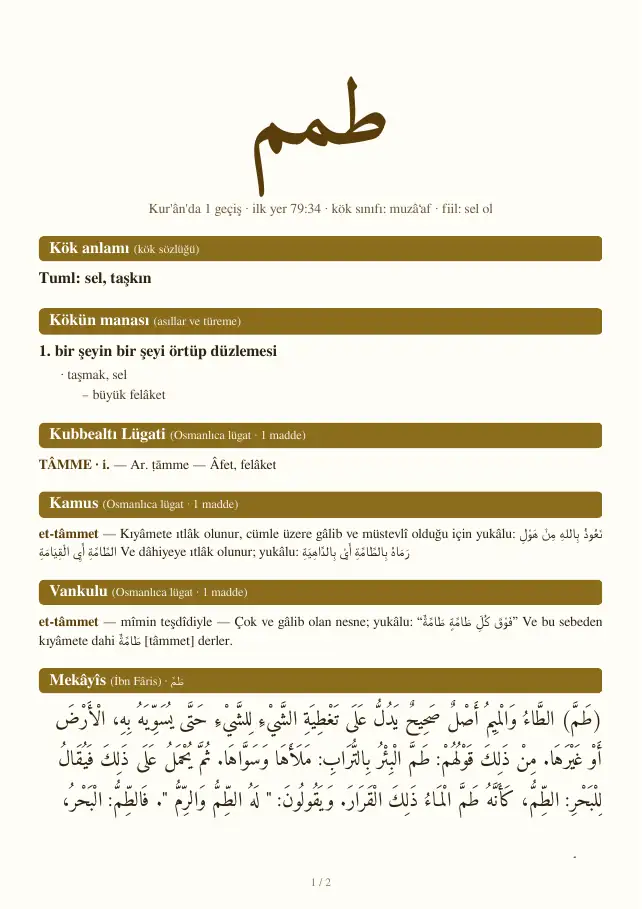 طمم
Kur'ân'da 1 geçiş · ilk yer 79:34 · kök sınıfı: muzâ'af · fiil: sel ol
Kök anlamı (kök sözlüğü)
Tuml: sel, taşkın
Kökün manası (asıllar ve türeme)
1. bir şeyin bir şeyi örtüp düzlemesi
· taşmak, sel
– büyük felâket
Kubbealtı Lügati (Osmanlıca lügat · 1 madde)
TÂMME · i. — Ar. ṭāmme — Âfet, felâket
Kamus (Osmanlıca lügat · 1 madde)
et-tâmmet — Kıyâmete ıtlâk olunur, cümle üzere gâlib ve müstevlî olduğu için yukâlu: نَعُوذُ بِاللهِ مِنْ هَوْلِ
الطَّامَّةِ أَيِ الْقِيَامَةِ Ve dâhiyeye ıtlâk olunur; yukâlu: رَمَاهُ بِالطَّامَّةِ أَيْ بِالدَّاهِيَةِ
Vankulu (Osmanlıca lügat · 1 madde)
et-tâmmet — mîmin teşdîdiyle — Çok ve gâlib olan nesne; yukâlu: “فَوْقَ كُلِّ طَامَّةٍ طَامَّةٌ” Ve bu sebeden
kıyâmete dahi طَامَّةٌ [tâmmet] derler.
Mekâyîs (İbn Fâris) · طَمَّ
(طَمَّ) الطَّاءُ وَالْمِيمُ أَصْلٌ صَحِيحٌ يَدُلُّ عَلَى تَغْطِيَةِ الشَّيْءِ لِلشَّيْءِ حَتَّى يُسَوِّيَهُ بِهِ، الْأَرْضَ
أَوْ غَيْرَهَا. مِنْ ذَلِكَ قَوْلُهُمْ: طَمَّ الْبِئْرُ بِالتُّرَابِ: مَلَأَهَا وَسَوَّاهَا. ثُمَّ يُحْمَلُ عَلَى ذَلِكَ فَيُقَالُ
لِلْبَحْرِ: الطِّمُّ، كَأَنَّهُ طَمَّ الْمَاءُ ذَلِكَ الْقَرَارَ. وَيَقُولُونَ: " لَهُ الطِّمُّ وَالرِّمُّ ". فَالطِّمُّ: الْبَحْرُ،
1 / 2